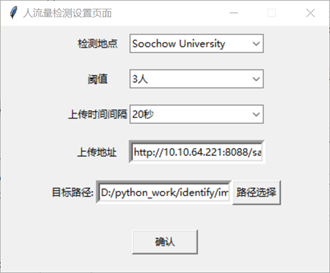 人流量检测设置页面
检测地点 Soochow University
阈值 3人
上传时间间隔 20秒
上传地址 http://10.10.64.221:8088/sa
目标路径: D:/python_work/identify/im 路径选择
确认